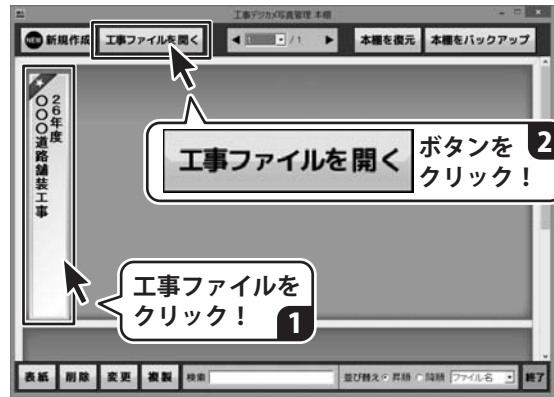 工事デジカメ写真管理 本棚
NEW 新規作成 工事ファイルを開く ◀ 1 / 1 ▶ 本棚を復元 本棚をバックアップ
26年度
〇〇〇道路舗装工事
工事ファイルを開く
ボタンを
クリック！
2
工事ファイルを
クリック！
1
表紙 削除 変更 複製 検索 並び替え 昇順 降順 ファイル名 終了